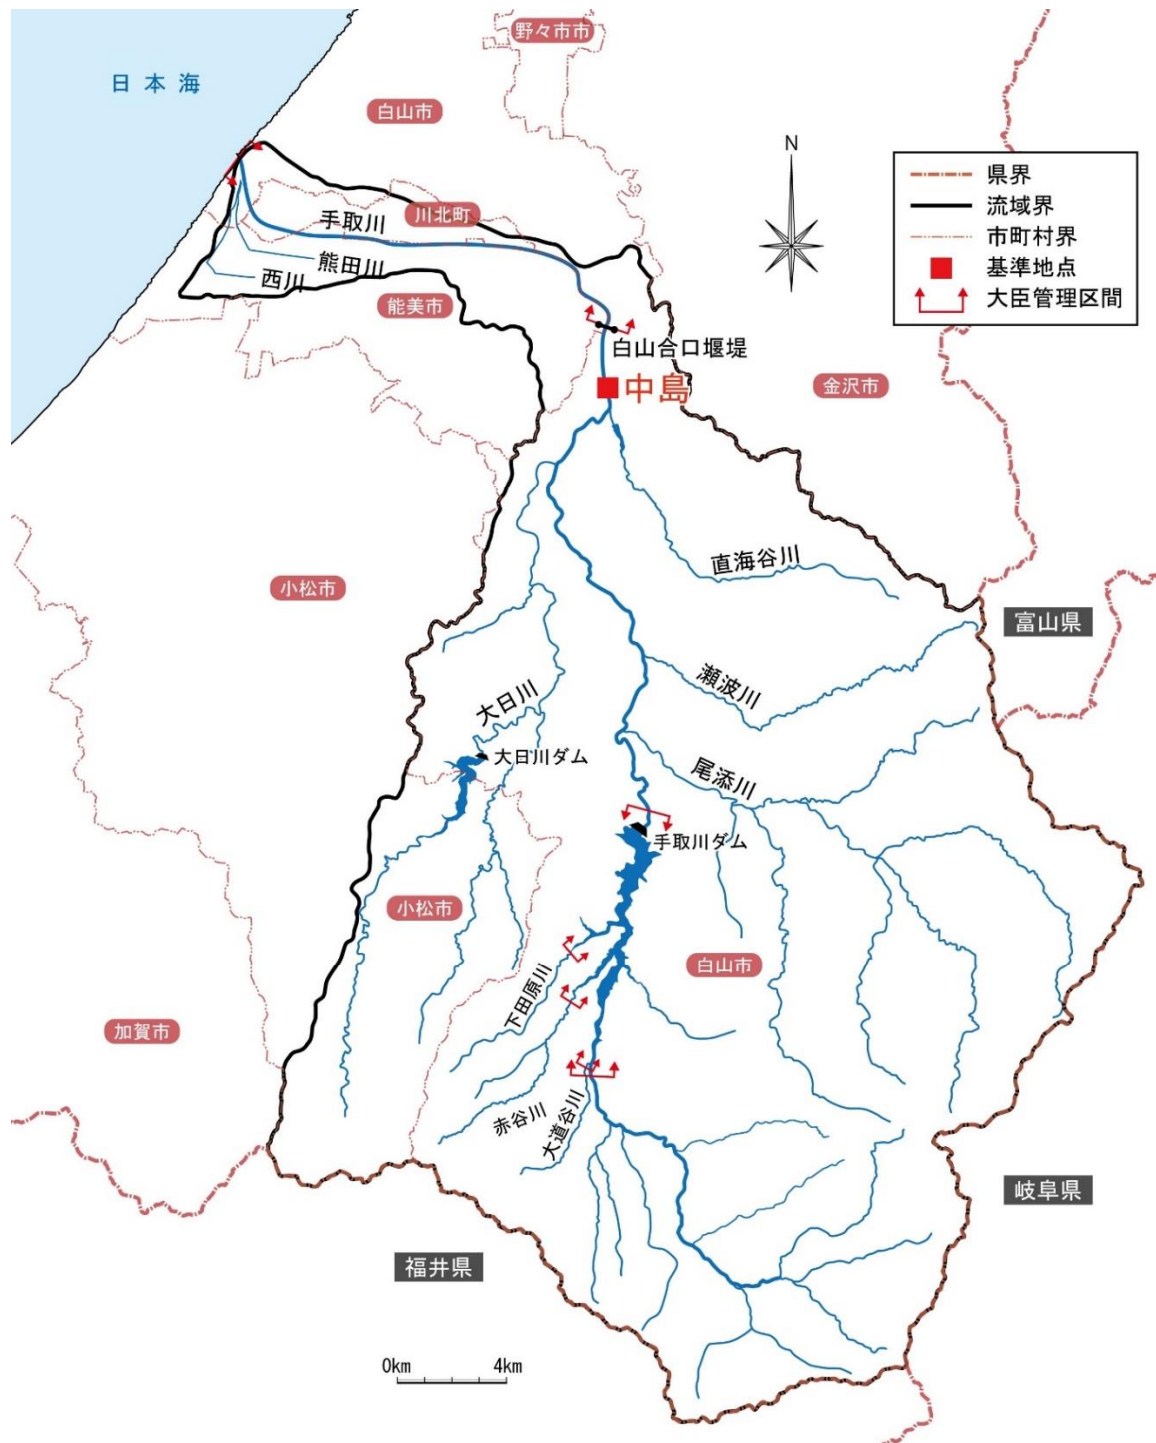 野々市市
日本海
白山市
N
県界
流域界
市町村界
基準地点
大臣管理区間
川北町
手取川
熊田川
西川
能美市
白山合口堰堤
中島
金沢市
直海谷川
小松市
富山県
瀬波川
大日川
大日川ダム
尾添川
手取川ダム
小松市
白山市
下田原川
加賀市
赤谷川
大道谷川
岐阜県
福井県
0km 4km